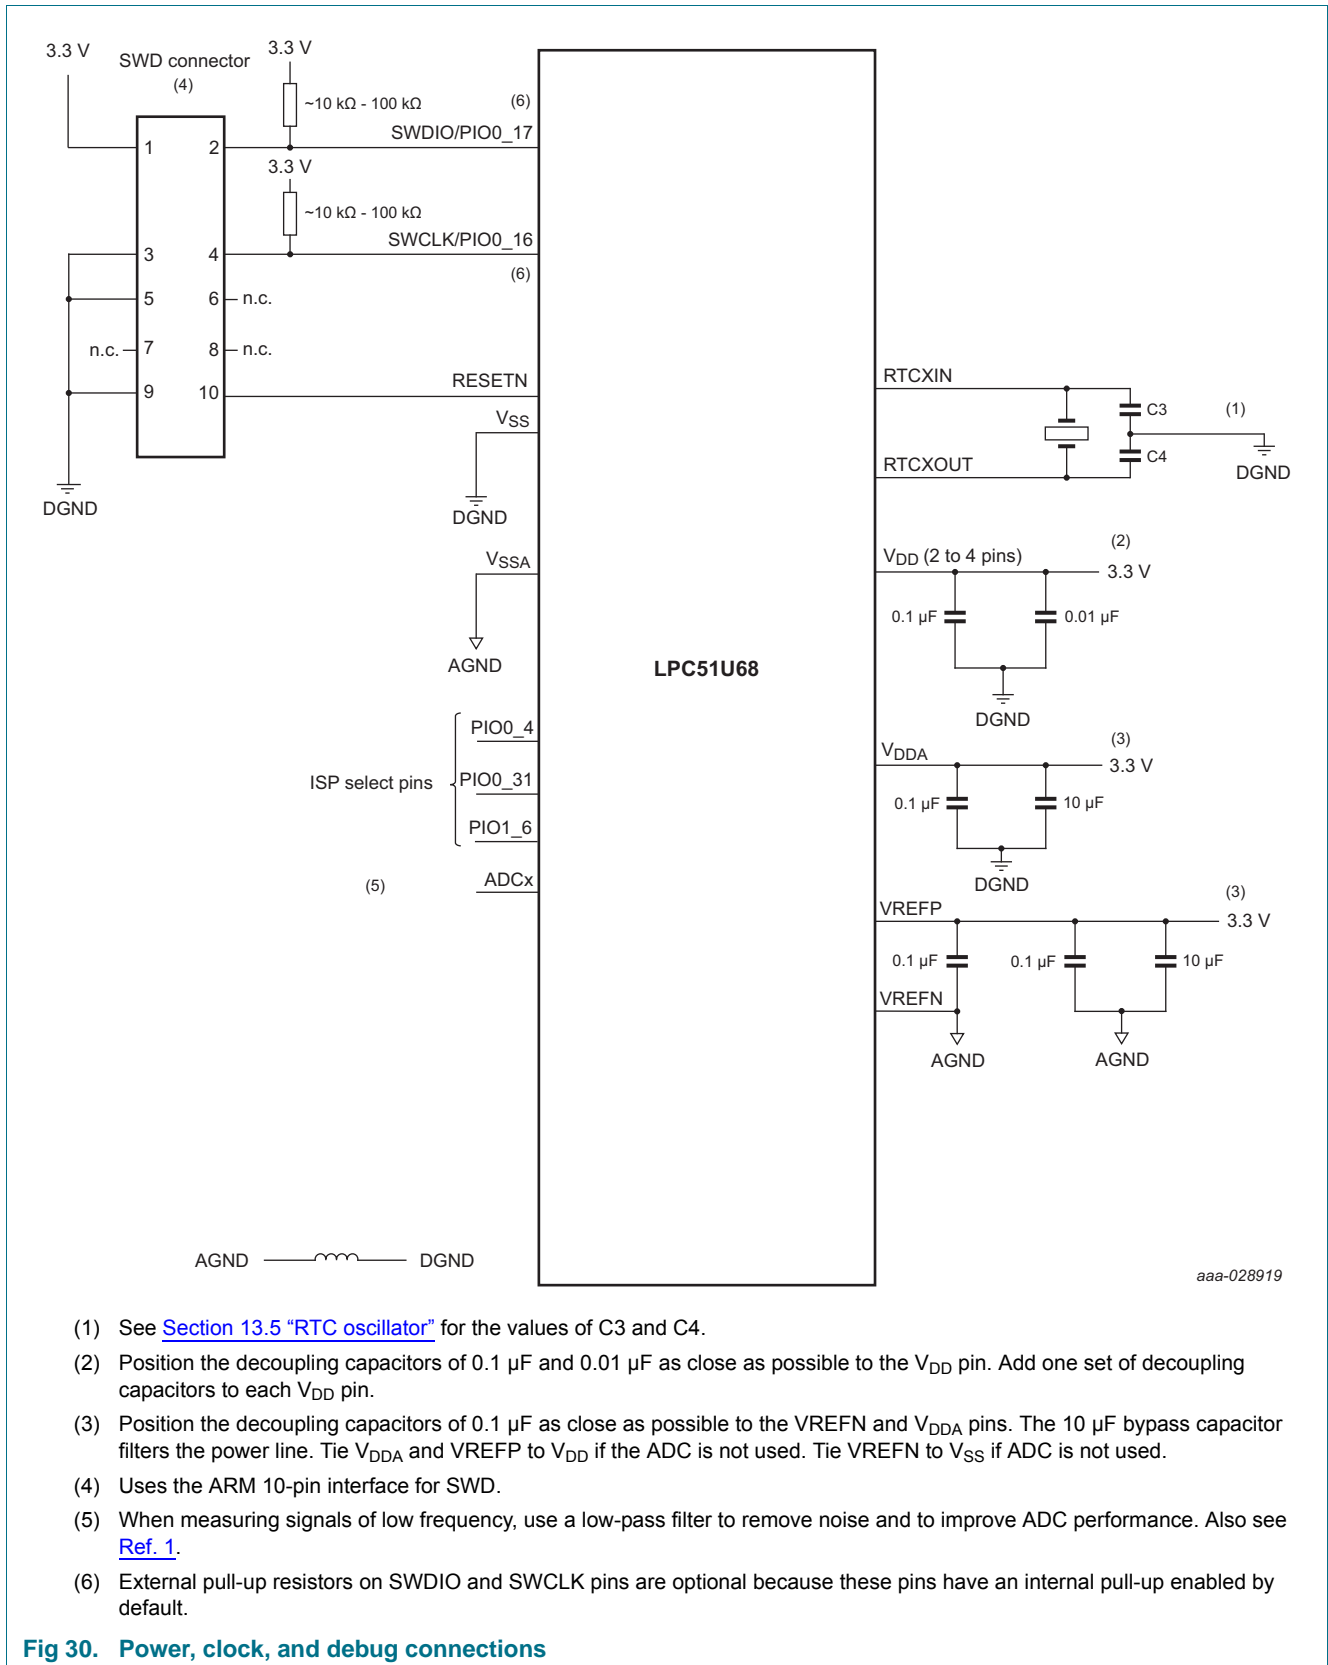 3.3 V
SWD connector
(4)
3.3 V
~10 kΩ - 100 kΩ
(6)
SWDIO/PIO0_17
1
2
3.3 V
~10 kΩ - 100 kΩ
SWCLK/PIO0_16
(6)
3
4
5
6
n.c.
n.c.
7
8
n.c.
9
10
RESETN
VSS
DGND
DGND
VSSA
AGND
LPC51U68
ISP select pins
PIO0_4
PIO0_31
PIO1_6
(5)
ADCx
RTCXIN
C3
(1)
C4
DGND
RTCXOUT
VDD (2 to 4 pins)
(2)
3.3 V
0.1 µF
0.01 µF
DGND
VDDA
(3)
3.3 V
0.1 µF
10 µF
DGND
VREFP
(3)
3.3 V
0.1 µF
0.1 µF
10 µF
VREFN
AGND
AGND
AGND
DGND
aaa-028919
(1) See Section 13.5 “RTC oscillator” for the values of C3 and C4.
(2) Position the decoupling capacitors of 0.1 µF and 0.01 µF as close as possible to the VDD pin. Add one set of decoupling
capacitors to each VDD pin.
(3) Position the decoupling capacitors of 0.1 µF as close as possible to the VREFN and VDDA pins. The 10 µF bypass capacitor
filters the power line. Tie VDDA and VREFP to VDD if the ADC is not used. Tie VREFN to VSS if ADC is not used.
(4) Uses the ARM 10-pin interface for SWD.
(5) When measuring signals of low frequency, use a low-pass filter to remove noise and to improve ADC performance. Also see
Ref. 1.
(6) External pull-up resistors on SWDIO and SWCLK pins are optional because these pins have an internal pull-up enabled by
default.
Fig 30. Power, clock, and debug connections